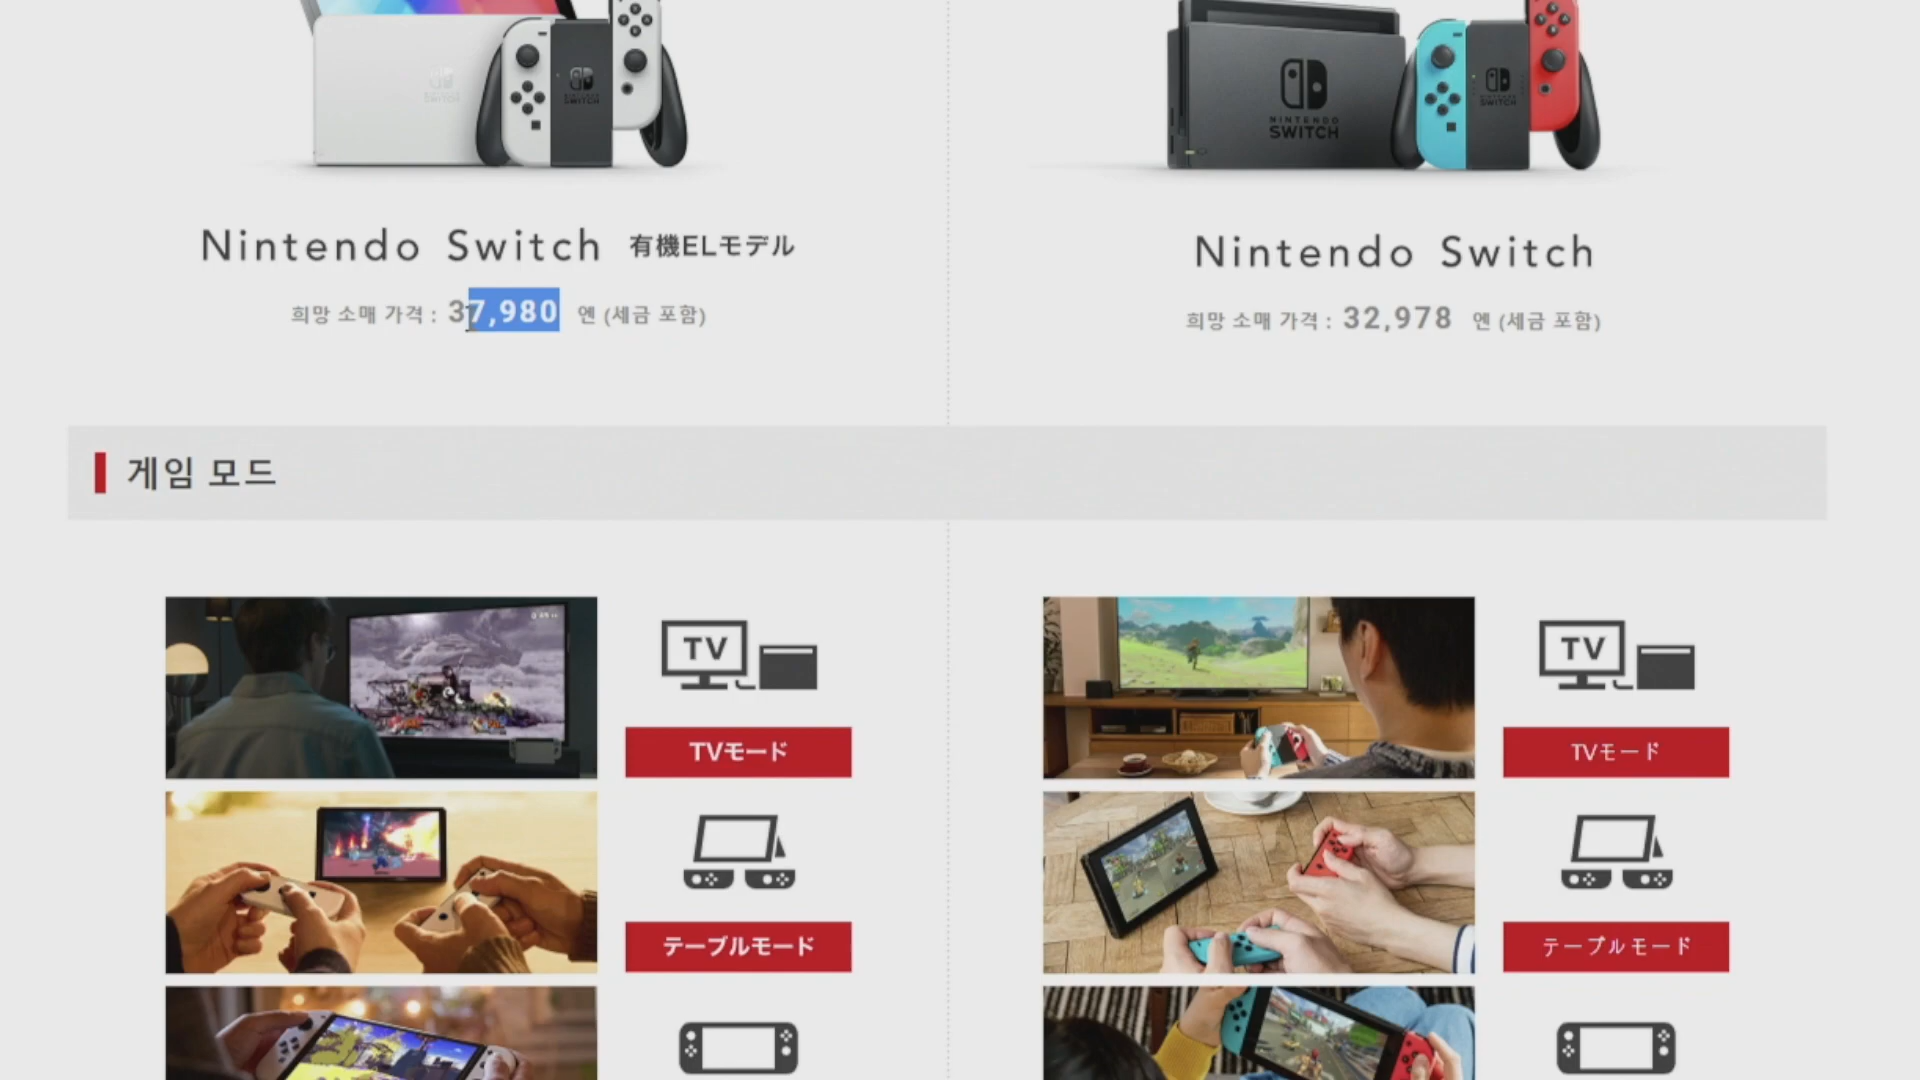 NINTENDO
SWITCH
Nintendo Switch 有機ELモデル
희망 소매 가격 : 37,980 엔 (세금 포함)
Nintendo Switch
희망 소매 가격 : 32,978 엔 (세금 포함)
게임 모드
TV
TVモード
TV
TVモード
テーブルモード
テーブルモード